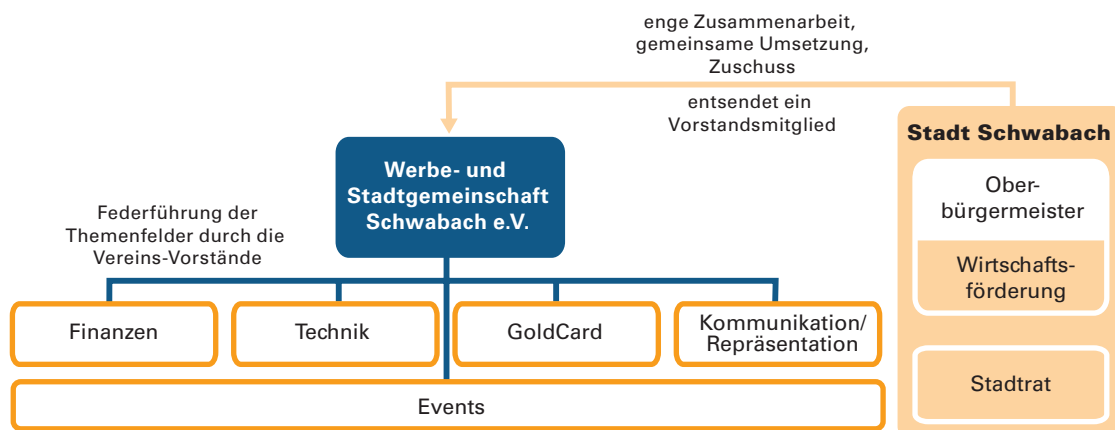 enge Zusammenarbeit,
gemeinsame Umsetzung,
Zuschuss
entsendet ein
Vorstandsmitglied
Stadt Schwabach
Ober-
bürgermeister
Wirtschafts-
förderung
Stadtrat
Werbe- und
Stadtgemeinschaft
Schwabach e.V.
Federführung der
Themenfelder durch die
Vereins-Vorstände
Finanzen
Technik
GoldCard
Kommunikation/
Repräsentation
Events